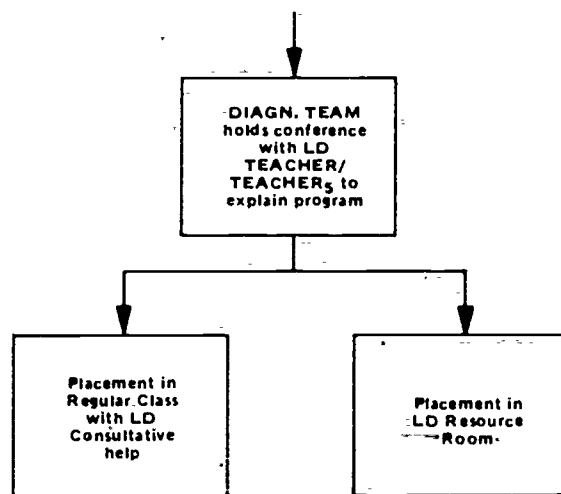 DIAGN. TEAM
holds conference
with LD
TEACHER/
TEACHER5 to
explain program
Placement in
Regular Class
with LD
Consultative
help
Placement in
LD Resource
Room